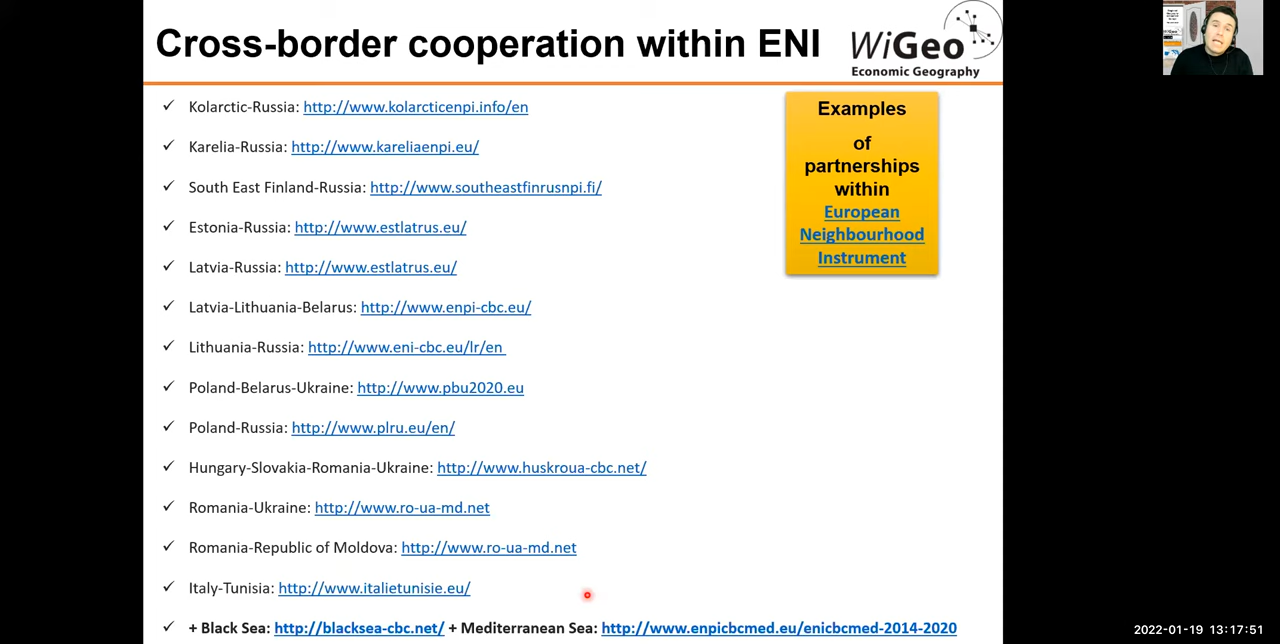 Cross-border cooperation within ENI
WiGeo
Economic Geography
✓ Kolarctic-Russia: http://www.kolarcticenpi.info/en
✓ Karelia-Russia: http://www.kareliaenpi.eu/
✓ South East Finland-Russia: http://www.southeastfinrusnpi.fi/
✓ Estonia-Russia: http://www.estlatrus.eu/
✓ Latvia-Russia: http://www.estlatrus.eu/
✓ Latvia-Lithuania-Belarus: http://www.enpi-cbc.eu/
✓ Lithuania-Russia: http://www.eni-cbc.eu/lr/en
✓ Poland-Belarus-Ukraine: http://www.pbu2020.eu
✓ Poland-Russia: http://www.plru.eu/en/
✓ Hungary-Slovakia-Romania-Ukraine: http://www.huskroua-cbc.net/
✓ Romania-Ukraine: http://www.ro-ua-md.net
✓ Romania-Republic of Moldova: http://www.ro-ua-md.net
✓ Italy-Tunisia: http://www.italietunisie.eu/
✓ + Black Sea: http://blacksea-cbc.net/ + Mediterranean Sea: http://www.enpicbcmed.eu/enicbcmed-2014-2020
Examples
of
partnerships
within
European
Neighbourhood
Instrument
2022-01-19 13:17:51